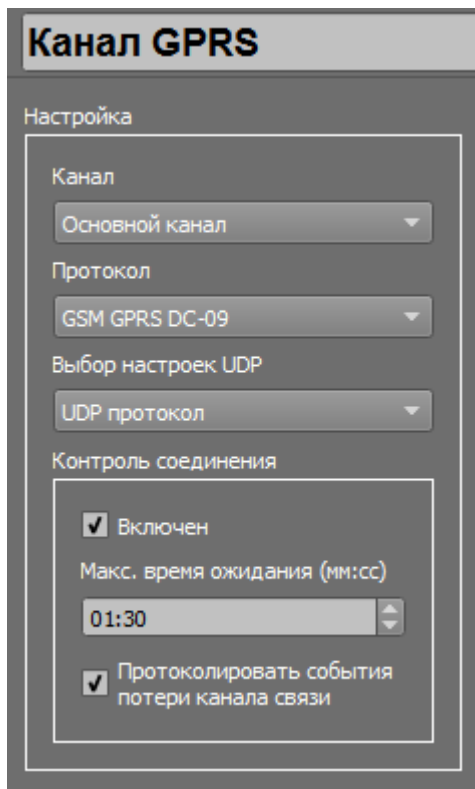 Канал GPRS
Настройка
Канал
Основной канал
Протокол
GSM GPRS DC-09
Выбор настроек UDP
UDP протокол
Контроль соединения
Включен
Макс. время ожидания (мм:сс)
01:30
Протоколировать события
потери канала связи